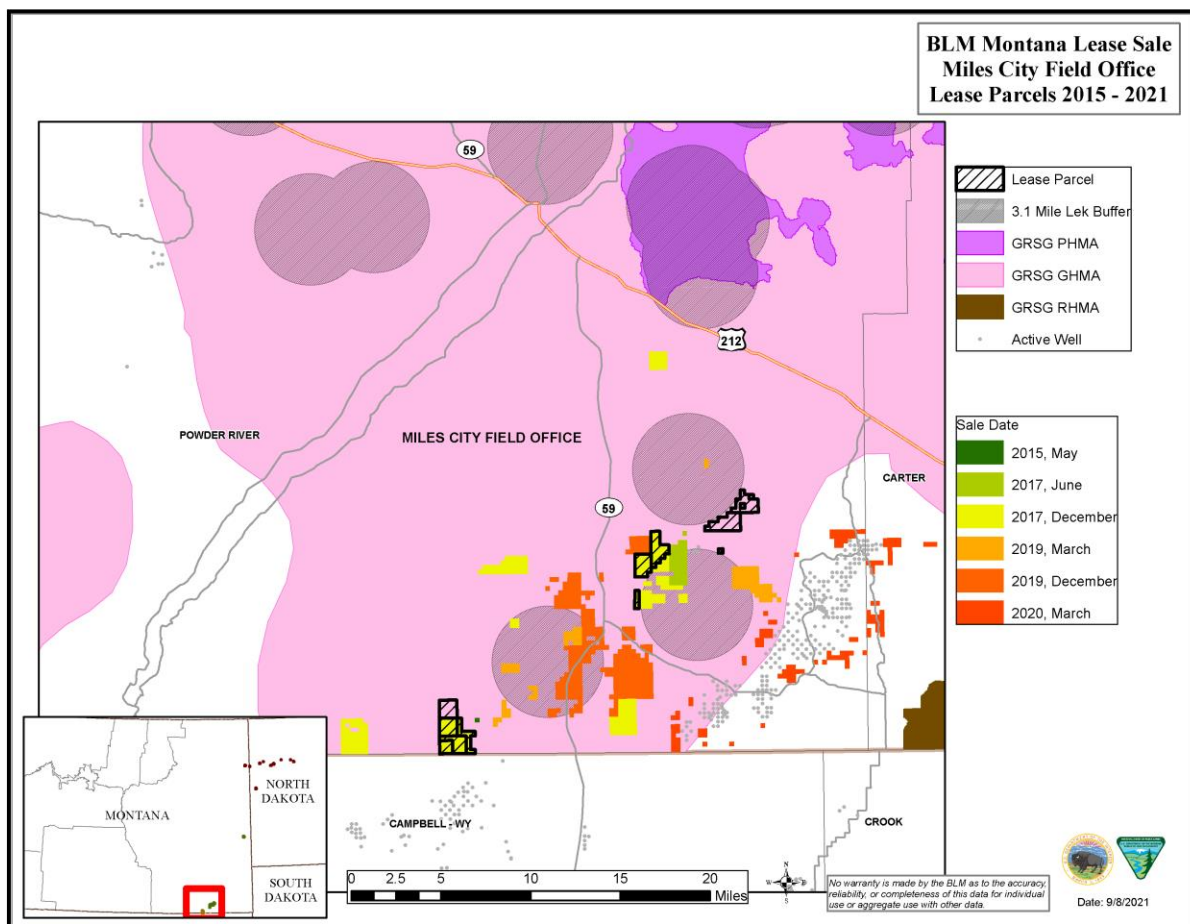 BLM Montana Lease Sale
Miles City Field Office
Lease Parcels 2015 - 2021
Lease Parcel
3.1 Mile Lek Buffer
GRSG PHMA
GRSG GHMA
GRSG RHMA
Active Well
Sale Date
2015, May
2017, June
2017, December
2019, March
2019, December
2020, March
59
212
POWDER RIVER
MILES CITY FIELD OFFICE
CARTER
59
MONTANA
NORTH
DAKOTA
SOUTH
DAKOTA
CAMPBELL - WY
CROOK
0 2.5 5 10 15 20
Miles
N
W
E
S
No warranty is made by the BLM as to the accuracy,
reliability, or completeness of this data for individual
use or aggregate use with other data.
Date: 9/8/2021